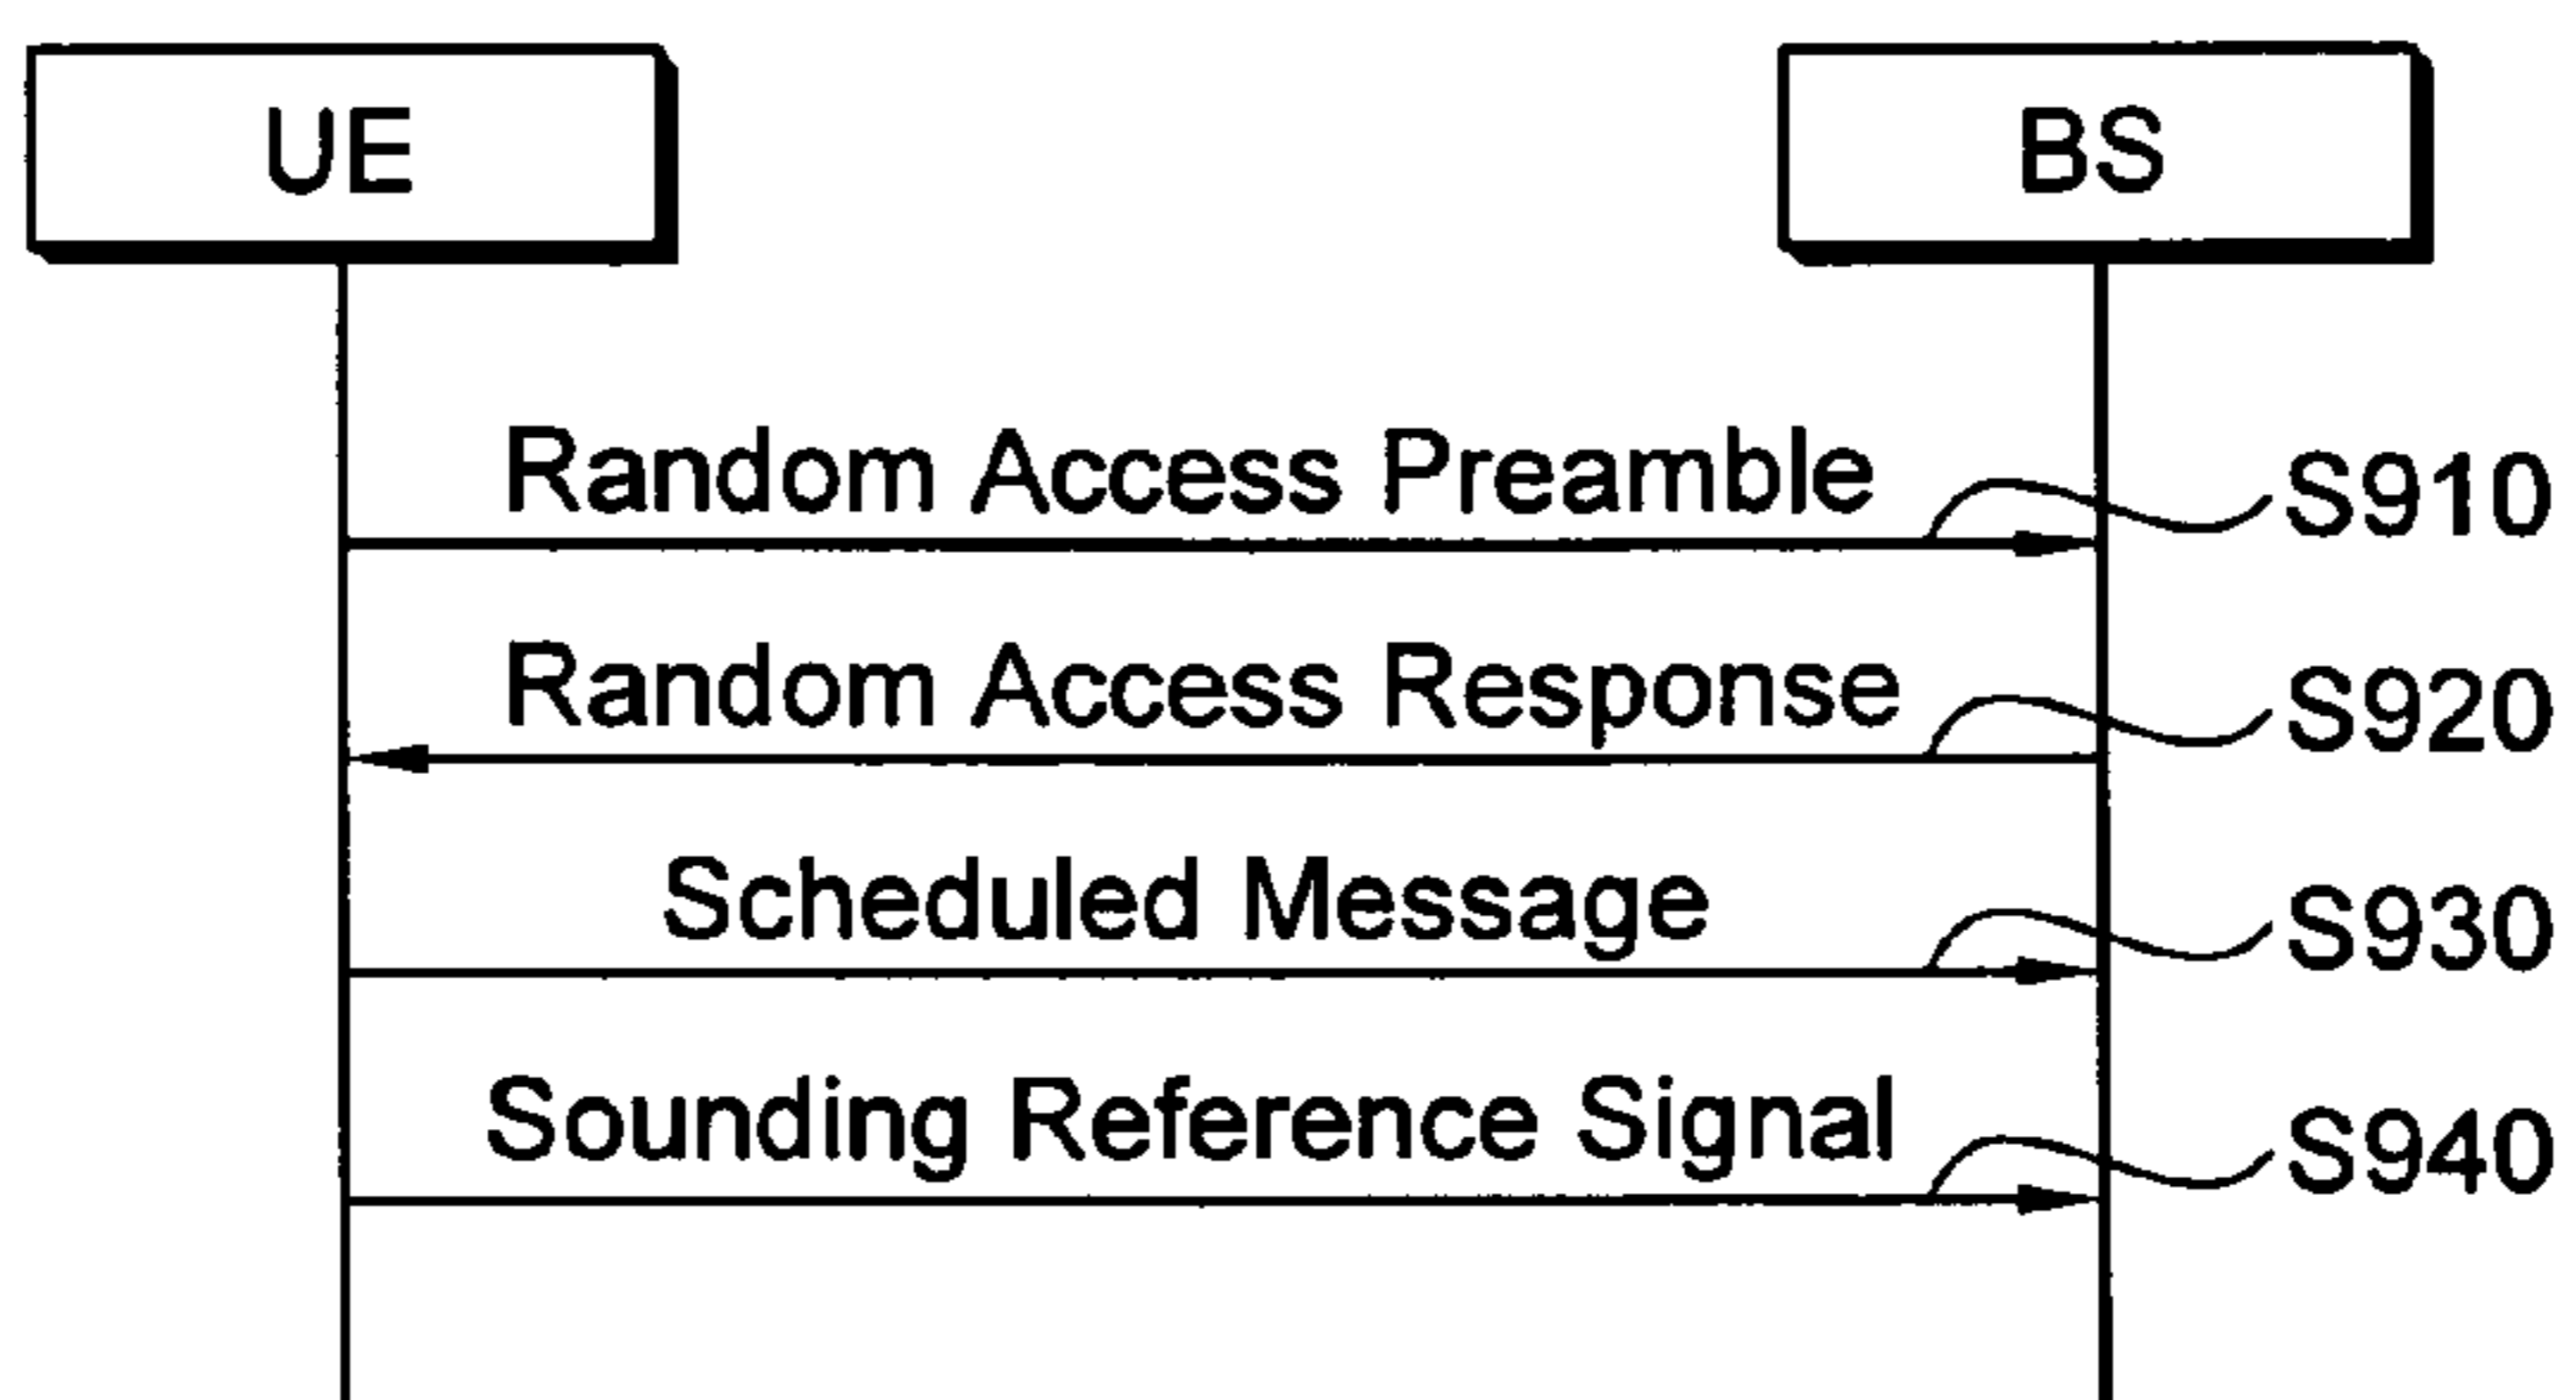 UE
BS
Random Access Preamble
S910
Random Access Response
S920
Scheduled Message
S930
Sounding Reference Signal
S940